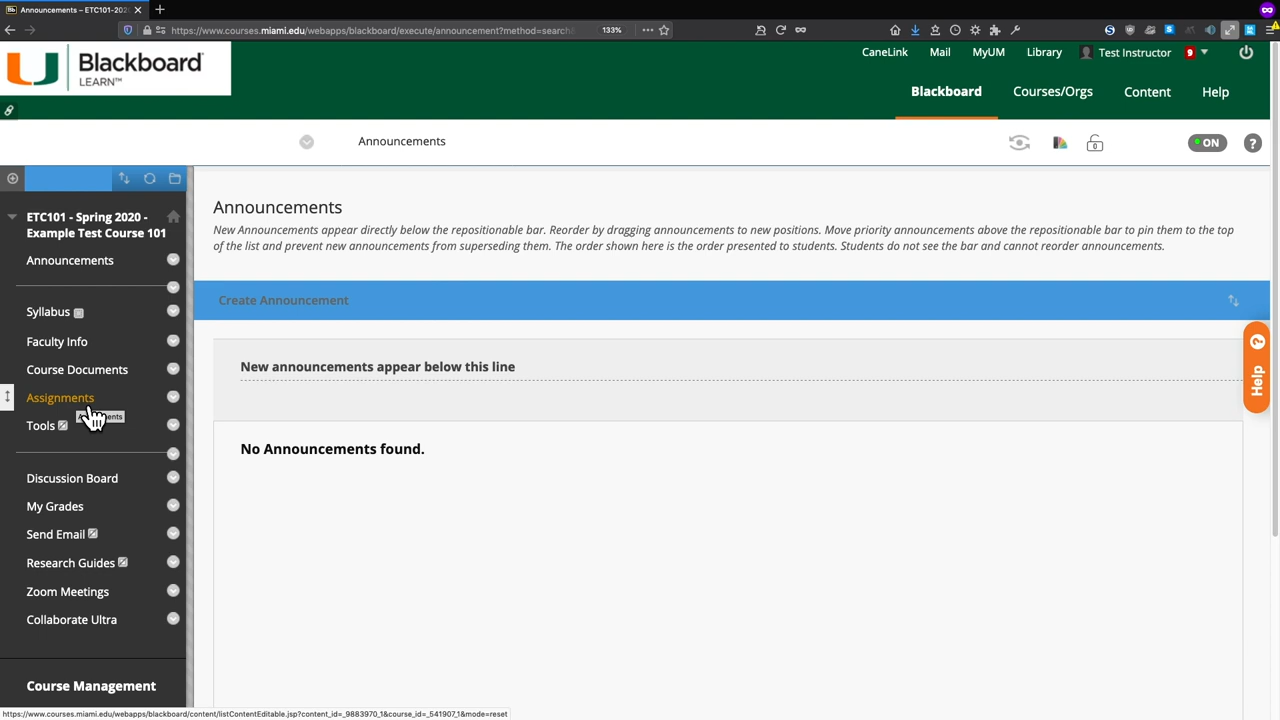 Announcements – ETC101-202
https://www.courses.miami.edu/webapps/blackboard/execute/announcement?method=search
133%
Blackboard
LEARN™
CaneLink
Mail
MyUM
Library
Test Instructor
9
Blackboard
Courses/Orgs
Content
Help
Announcements
ON
?
ETC101 - Spring 2020 -
Example Test Course 101
Announcements
Syllabus
Faculty Info
Course Documents
Assignments
Tools
Discussion Board
My Grades
Send Email
Research Guides
Zoom Meetings
Collaborate Ultra
Course Management
Announcements
New Announcements appear directly below the repositionable bar. Reorder by dragging announcements to new positions. Move priority announcements above the repositionable bar to pin them to the top
of the list and prevent new announcements from superseding them. The order shown here is the order presented to students. Students do not see the bar and cannot reorder announcements.
Create Announcement
New announcements appear below this line
No Announcements found.
Help
https://www.courses.miami.edu/webapps/blackboard/content/listContentEditable.jsp?content_id=_9883970_1&course_id=_541907_1&mode=reset